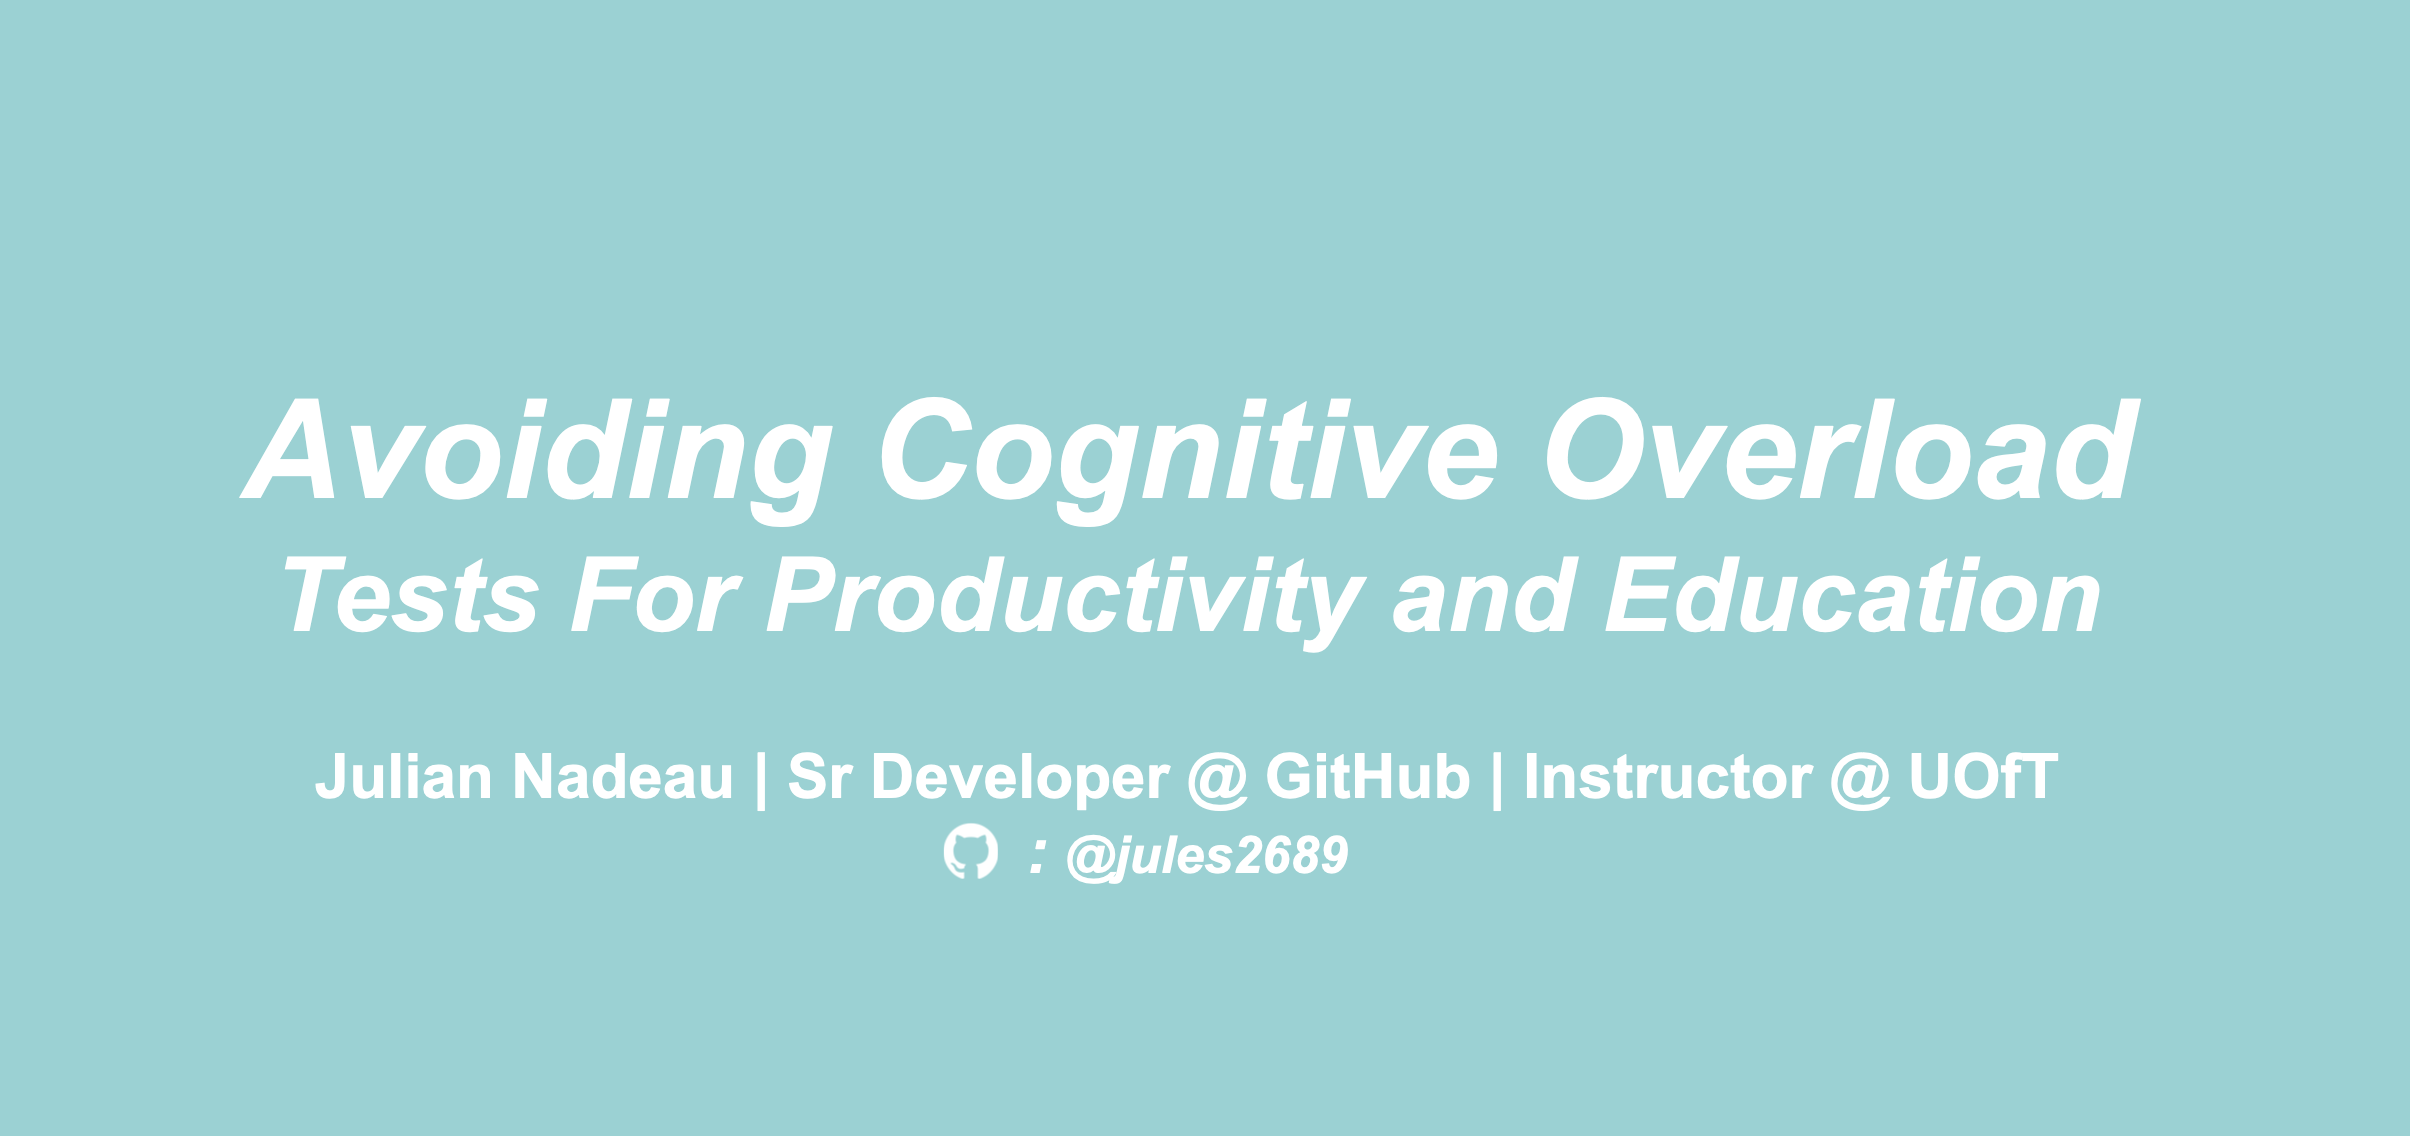 Avoiding Cognitive Overload
Tests For Productivity and Education
Julian Nadeau | Sr Developer @ GitHub | Instructor @ UOfT
: @jules2689